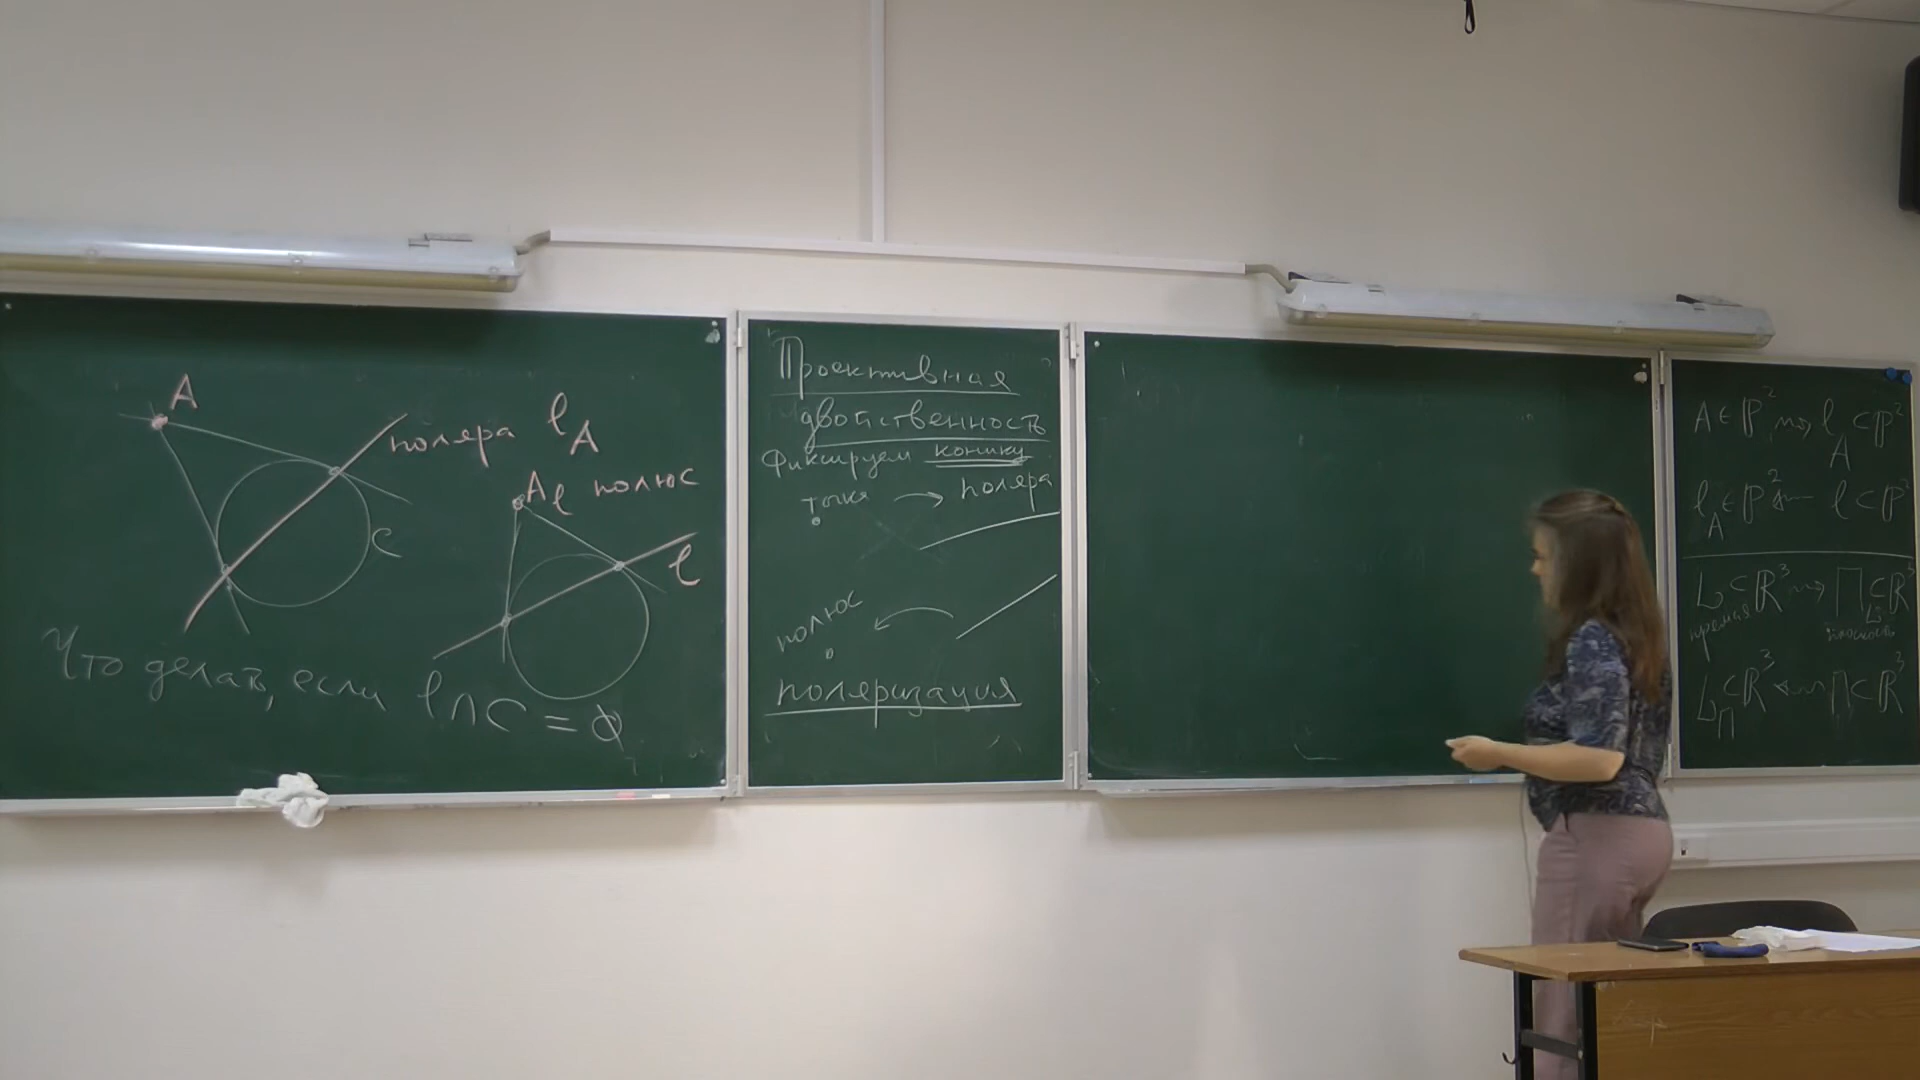 A
поляра ℓ_A
C
A_ℓ полюс
ℓ
Что делать, если ℓ∩C = ∅
Проективная
двойственность
Фиксируем конику
точка → поляра
полюс ←
поляризация
A ∈ ℙ² ⇝ ℓ_A ⊂ ℙ²
ℓ_A ∈ ℙ² ⇜ ℓ ⊂ ℙ²
L ⊂ ℝ³ ⇝ Π_L ⊂ ℝ³
прямая плоскость
L_Π ⊂ ℝ³ ⇜ Π ⊂ ℝ³